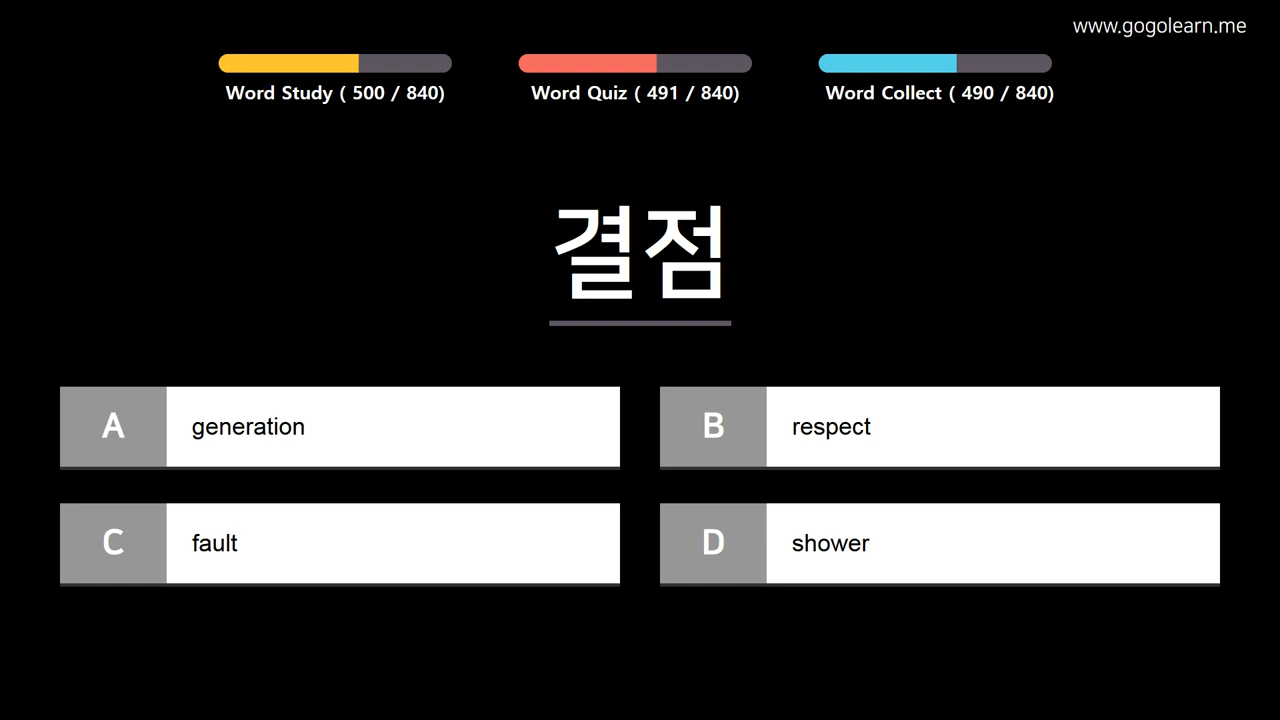 www.gogolearn.me
Word Study ( 500 / 840)
Word Quiz ( 491 / 840)
Word Collect ( 490 / 840)
결점
A generation
B respect
C fault
D shower